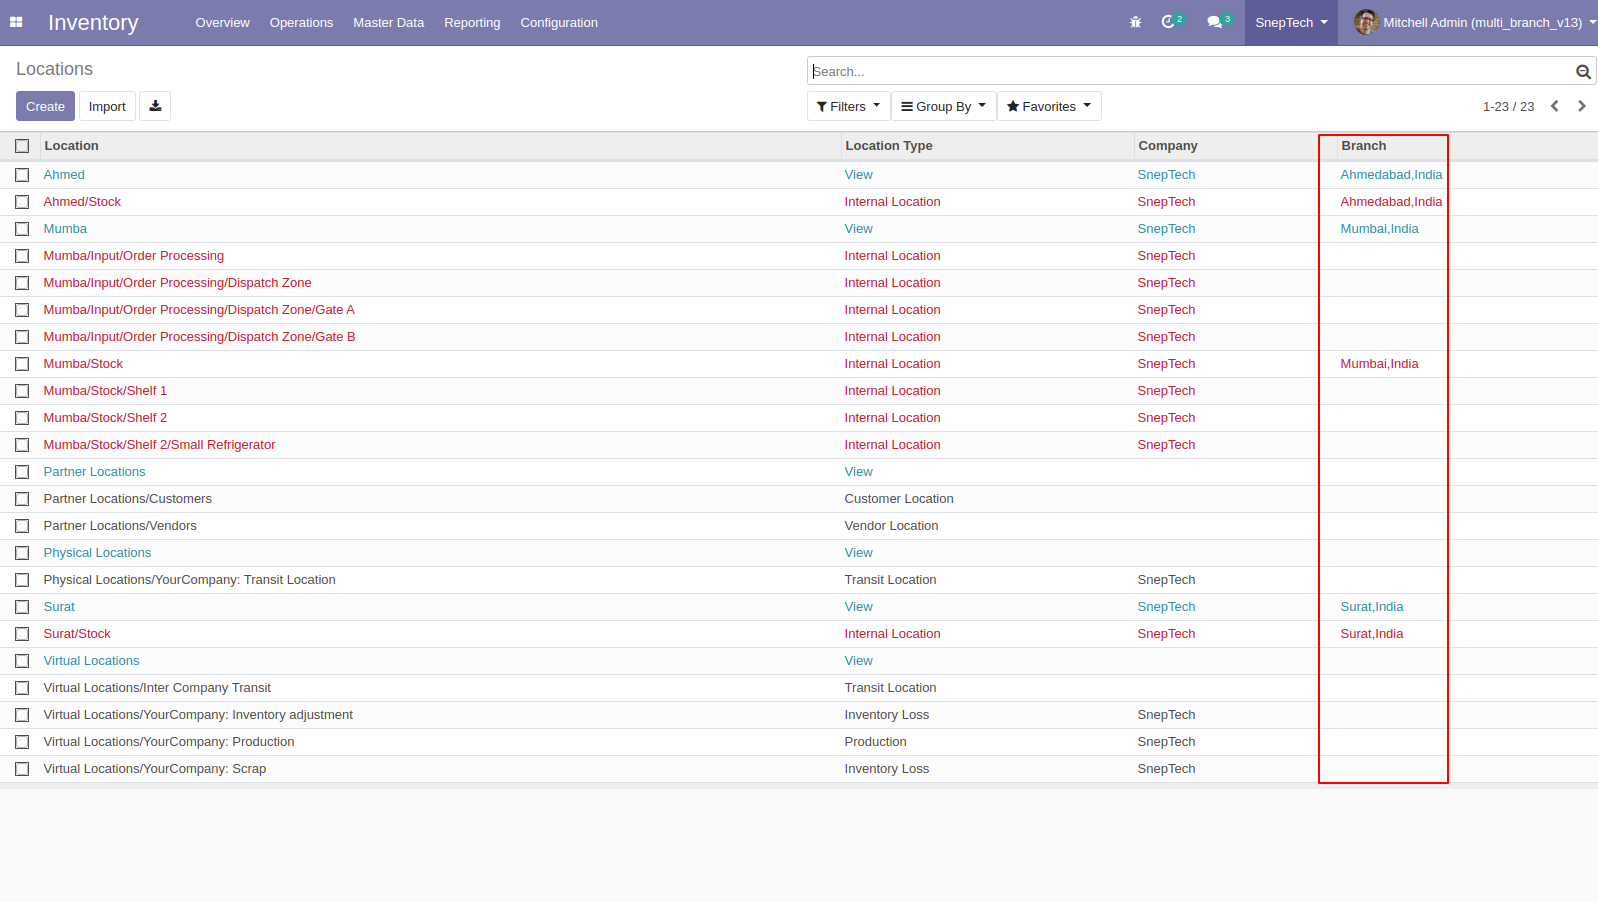 Inventory Overview Operations Master Data Reporting Configuration 2 3 SnepTech Mitchell Admin (multi_branch_v13)
Locations Search...
Create Import Filters Group By Favorites 1-23 / 23
Location Location Type Company Branch
Ahmed View SnepTech Ahmedabad,India
Ahmed/Stock Internal Location SnepTech Ahmedabad,India
Mumba View SnepTech Mumbai,India
Mumba/Input/Order Processing Internal Location SnepTech
Mumba/Input/Order Processing/Dispatch Zone Internal Location SnepTech
Mumba/Input/Order Processing/Dispatch Zone/Gate A Internal Location SnepTech
Mumba/Input/Order Processing/Dispatch Zone/Gate B Internal Location SnepTech
Mumba/Stock Internal Location SnepTech Mumbai,India
Mumba/Stock/Shelf 1 Internal Location SnepTech
Mumba/Stock/Shelf 2 Internal Location SnepTech
Mumba/Stock/Shelf 2/Small Refrigerator Internal Location SnepTech
Partner Locations View
Partner Locations/Customers Customer Location
Partner Locations/Vendors Vendor Location
Physical Locations View
Physical Locations/YourCompany: Transit Location Transit Location SnepTech
Surat View SnepTech Surat,India
Surat/Stock Internal Location SnepTech Surat,India
Virtual Locations View
Virtual Locations/Inter Company Transit Transit Location
Virtual Locations/YourCompany: Inventory adjustment Inventory Loss SnepTech
Virtual Locations/YourCompany: Production Production SnepTech
Virtual Locations/YourCompany: Scrap Inventory Loss SnepTech